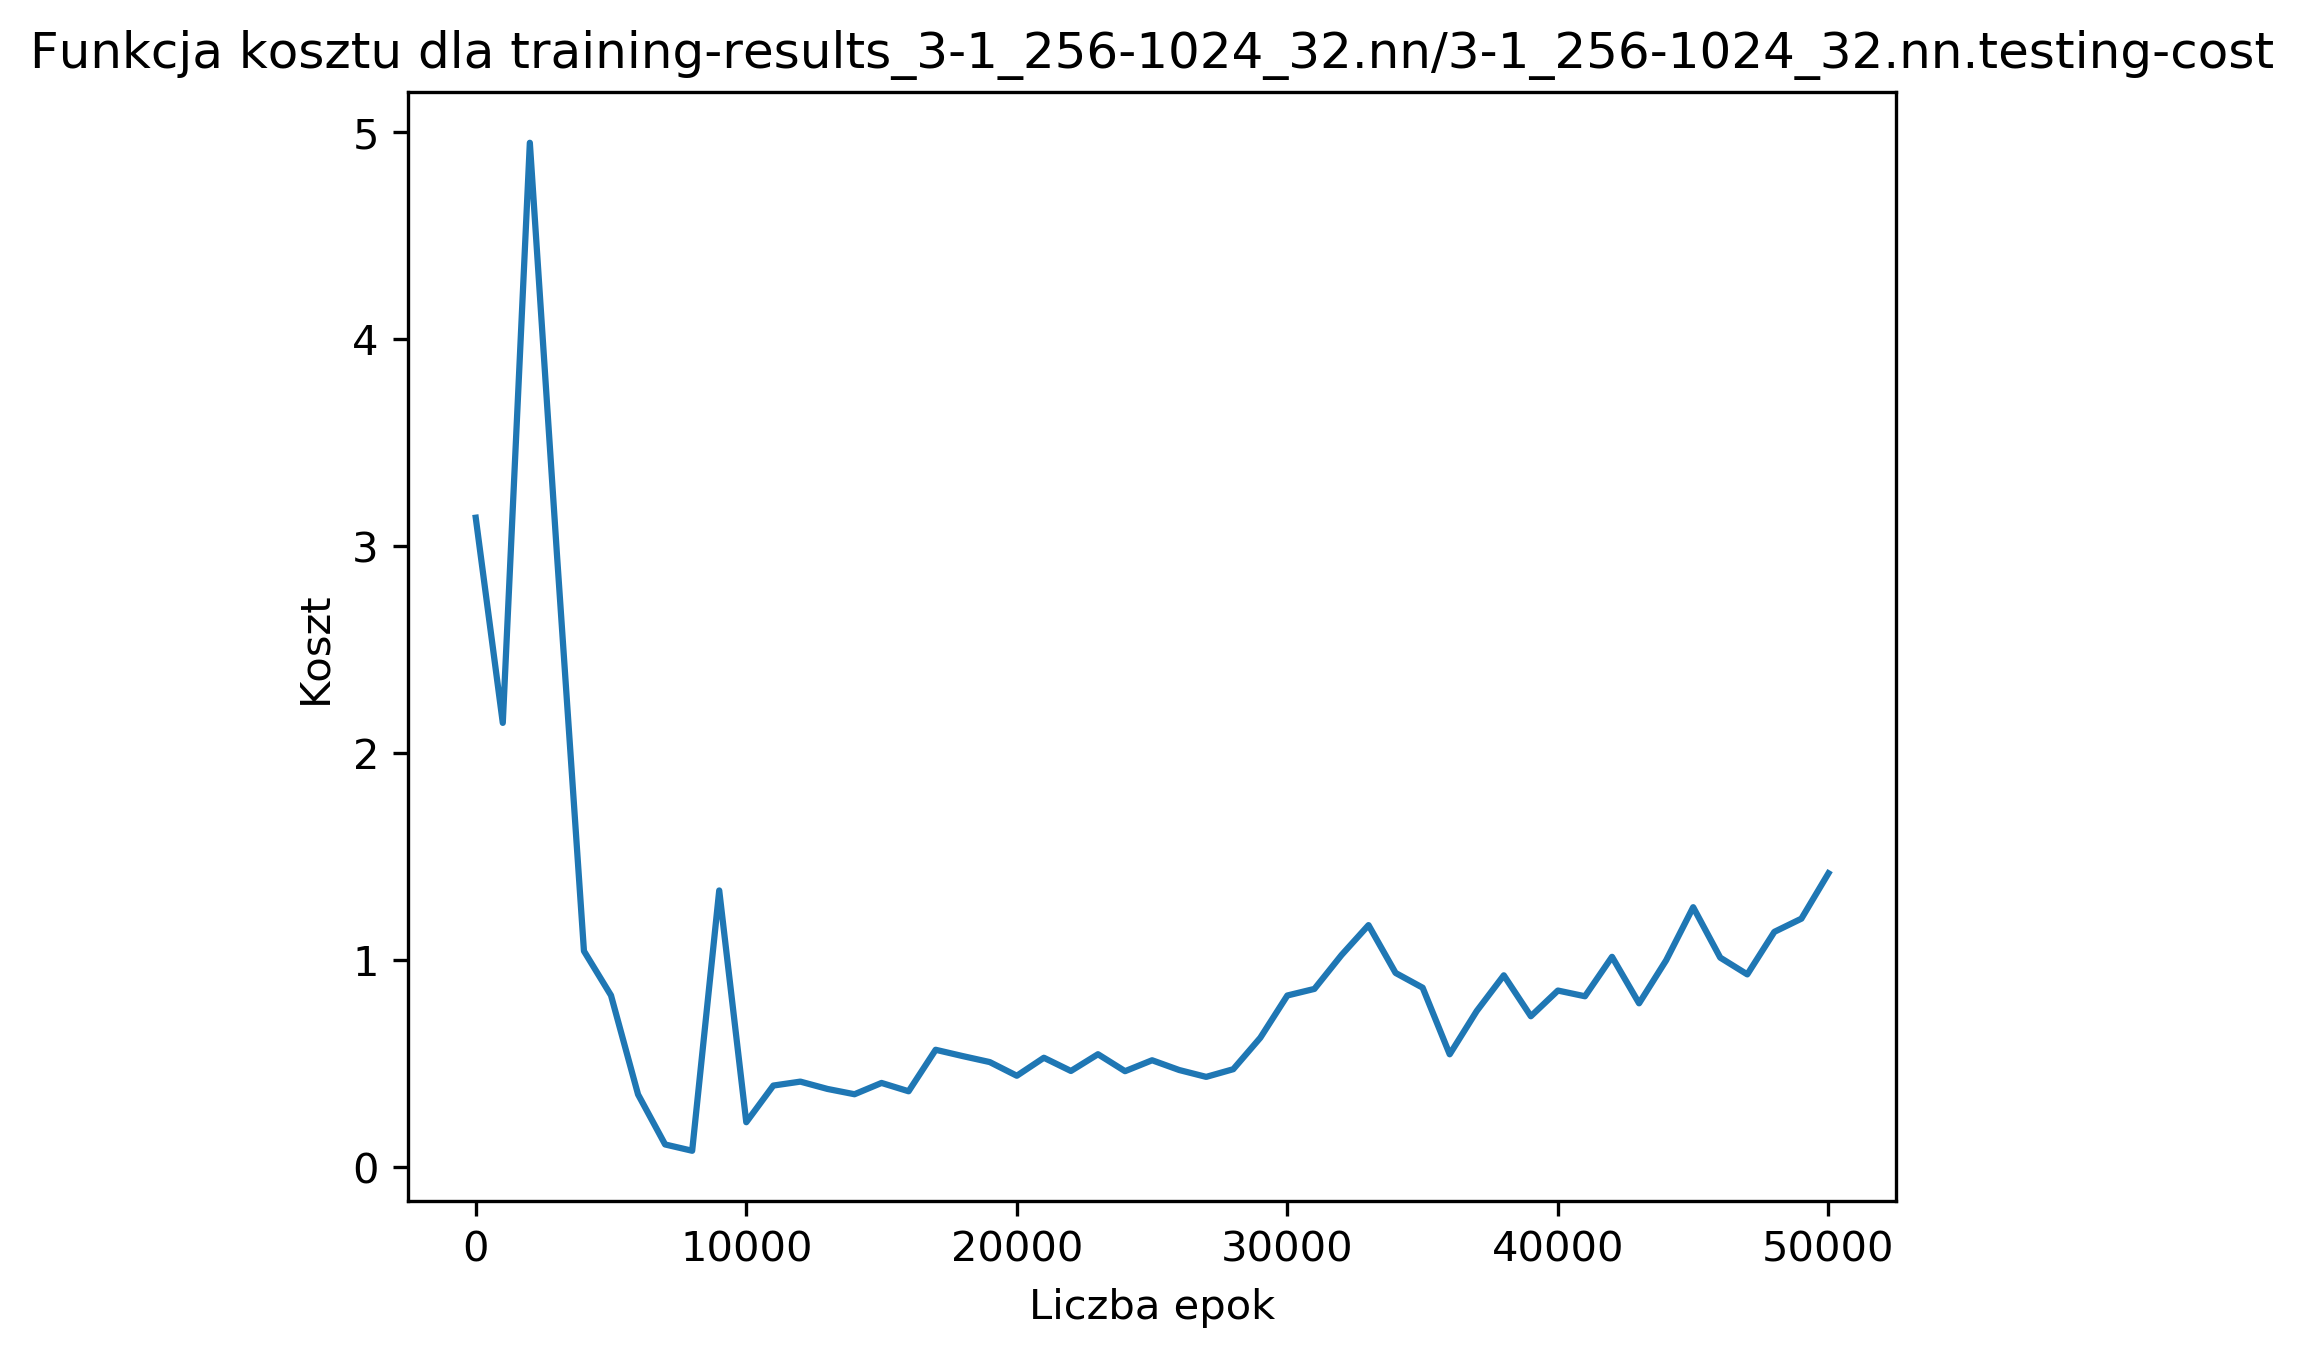 Funkcja kosztu dla training-results_3-1_256-1024_32.nn/3-1_256-1024_32.nn.testing-cost
5
4
3
2
1
0
Koszt
0 10000 20000 30000 40000 50000
Liczba epok